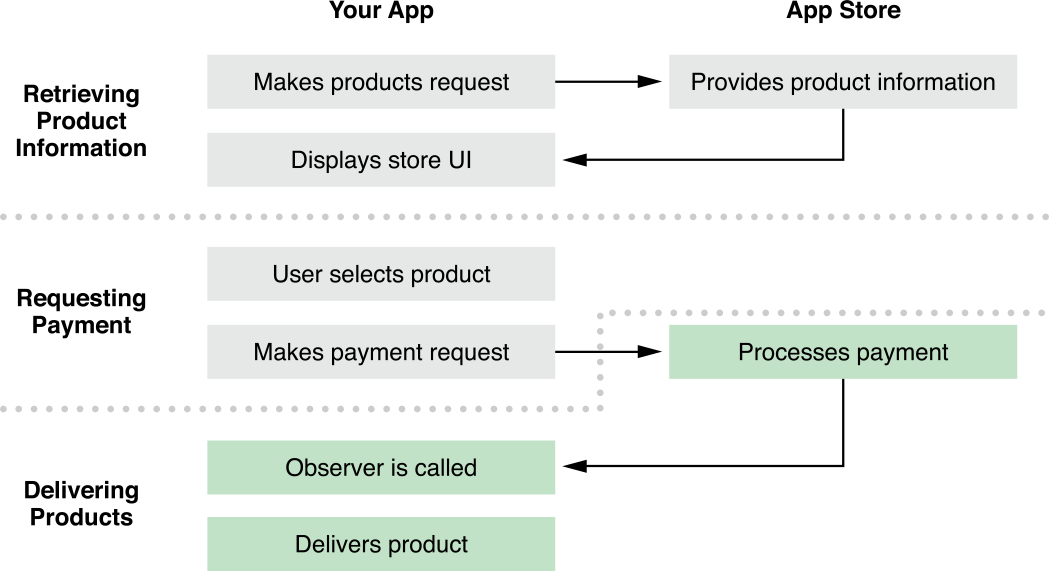 Your App
App Store
Retrieving
Product
Information
Makes products request
Provides product information
Displays store UI
Requesting
Payment
User selects product
Makes payment request
Processes payment
Delivering
Products
Observer is called
Delivers product